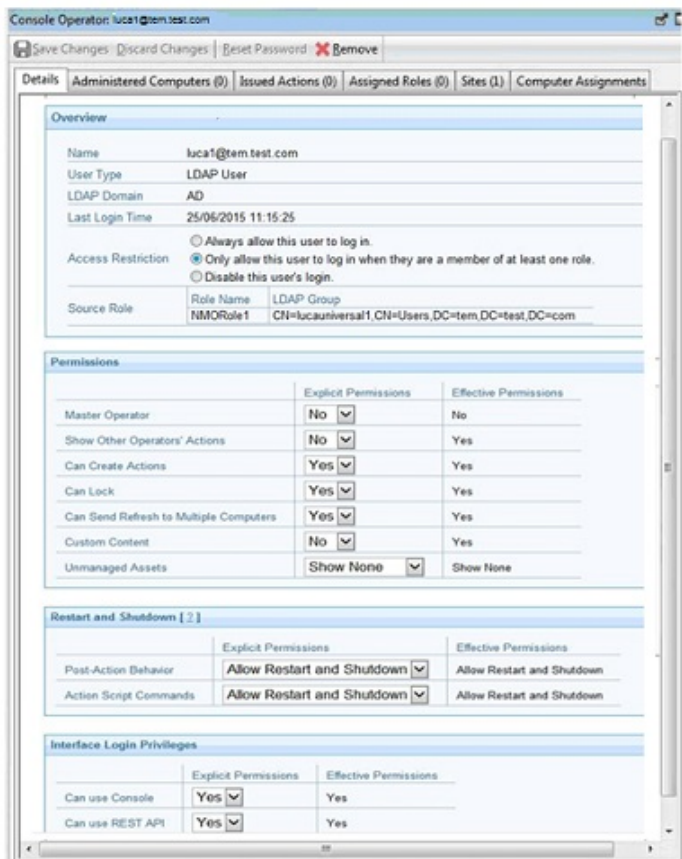 Console Operator: luca1@tem.test.com
Save Changes Discard Changes Reset Password Remove
Details Administered Computers (0) Issued Actions (0) Assigned Roles (0) Sites (1) Computer Assignments
Overview
Name luca1@tem.test.com
User Type LDAP User
LDAP Domain AD
Last Login Time 25/06/2015 11:15:25
Always allow this user to log in.
Access Restriction Only allow this user to log in when they are a member of at least one role.
Disable this user's login.
Role Name LDAP Group
Source Role
NMORole1 CN=lucauniversal1,CN=Users,DC=tem,DC=test,DC=com
Permissions
Explicit Permissions Effective Permissions
Master Operator No No
Show Other Operators' Actions No Yes
Can Create Actions Yes Yes
Can Lock Yes Yes
Can Send Refresh to Multiple Computers Yes Yes
Custom Content No Yes
Unmanaged Assets Show None Show None
Restart and Shutdown [ ? ]
Explicit Permissions Effective Permissions
Post-Action Behavior Allow Restart and Shutdown Allow Restart and Shutdown
Action Script Commands Allow Restart and Shutdown Allow Restart and Shutdown
Interface Login Privileges
Explicit Permissions Effective Permissions
Can use Console Yes Yes
Can use REST API Yes Yes